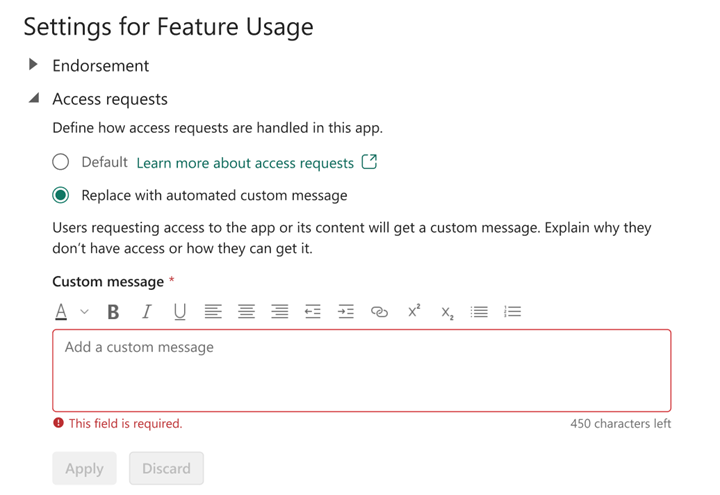 Settings for Feature Usage
Endorsement
Access requests
Define how access requests are handled in this app.
Default Learn more about access requests
Replace with automated custom message
Users requesting access to the app or its content will get a custom message. Explain why they
don’t have access or how they can get it.
Custom message *
A B I U x² x₂
Add a custom message
This field is required. 450 characters left
Apply Discard